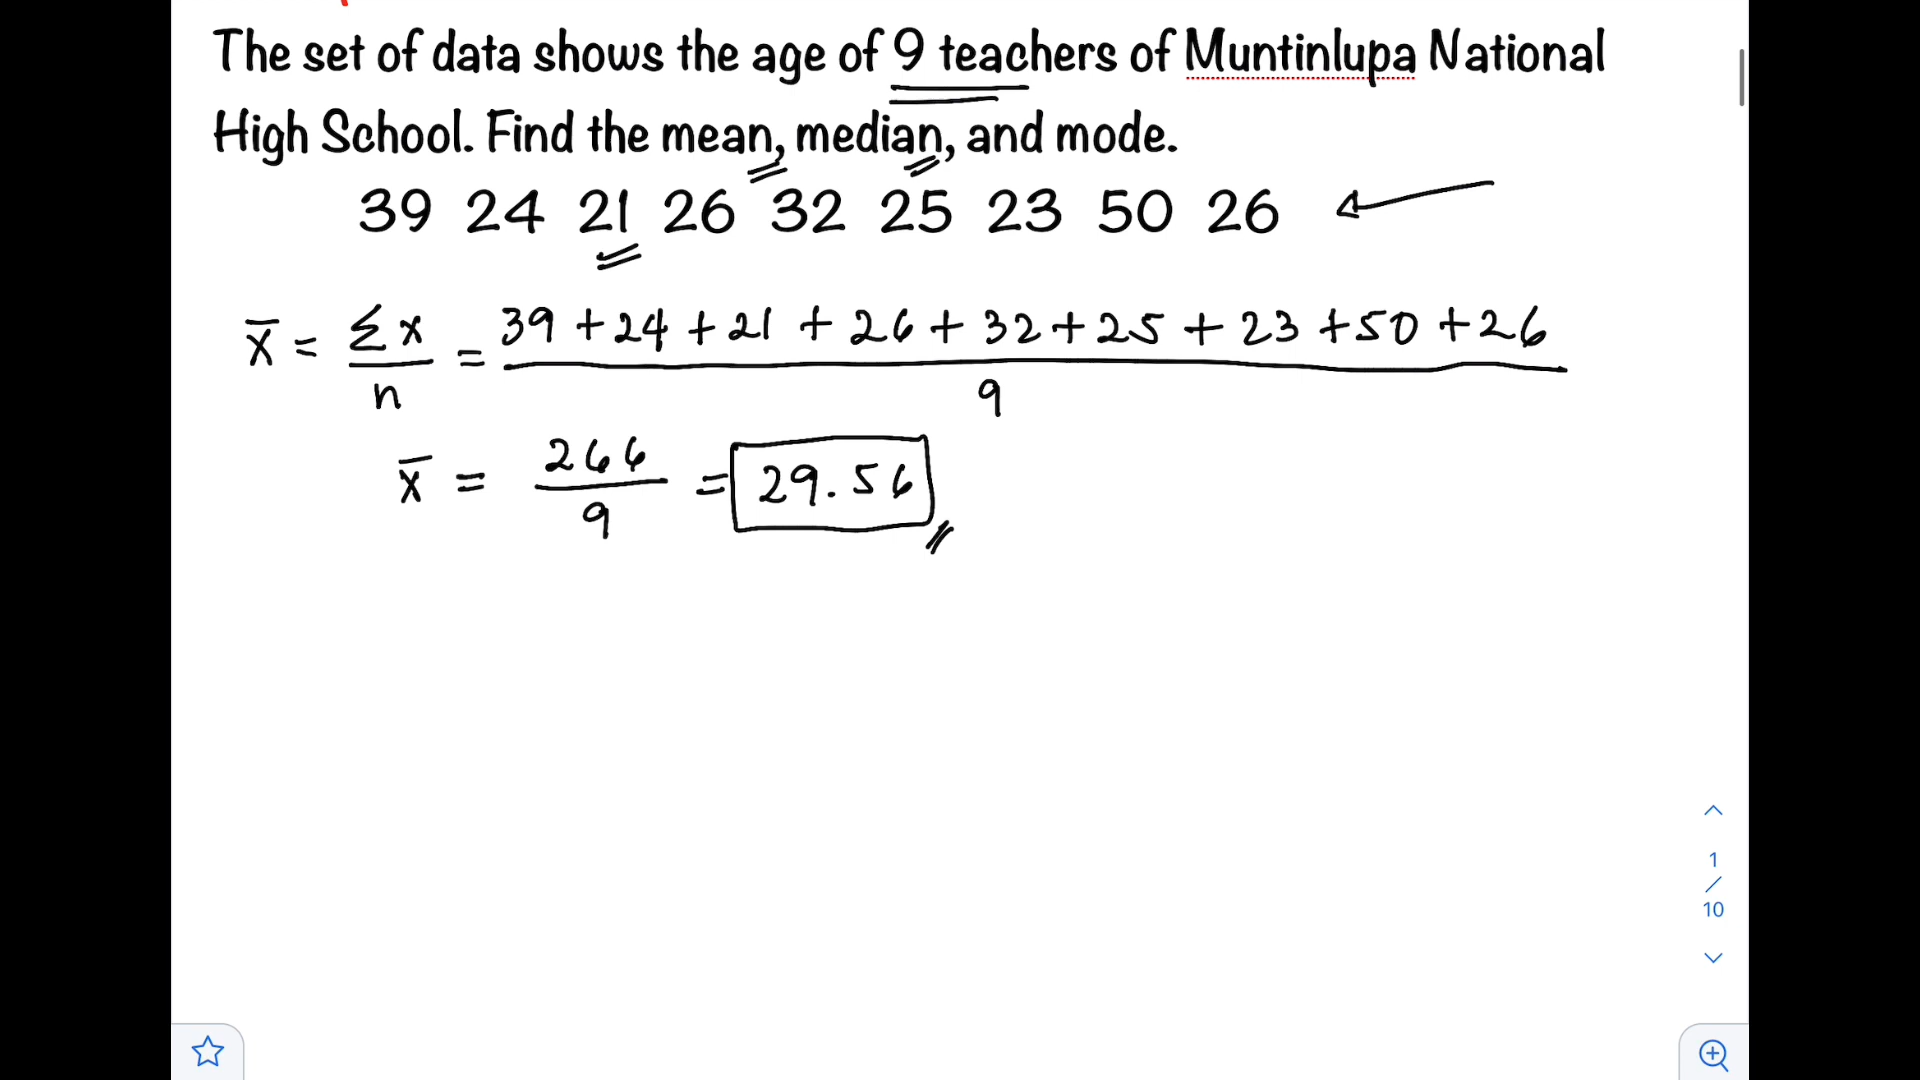 The set of data shows the age of 9 teachers of Muntinlupa National
High School. Find the mean, median, and mode.
39 24 21 26 32 25 23 50 26
x̅ = Σx/n = 39 + 24 + 21 + 26 + 32 + 25 + 23 + 50 + 26 / 9
x̅ = 266/9 = 29.56
1
/
10